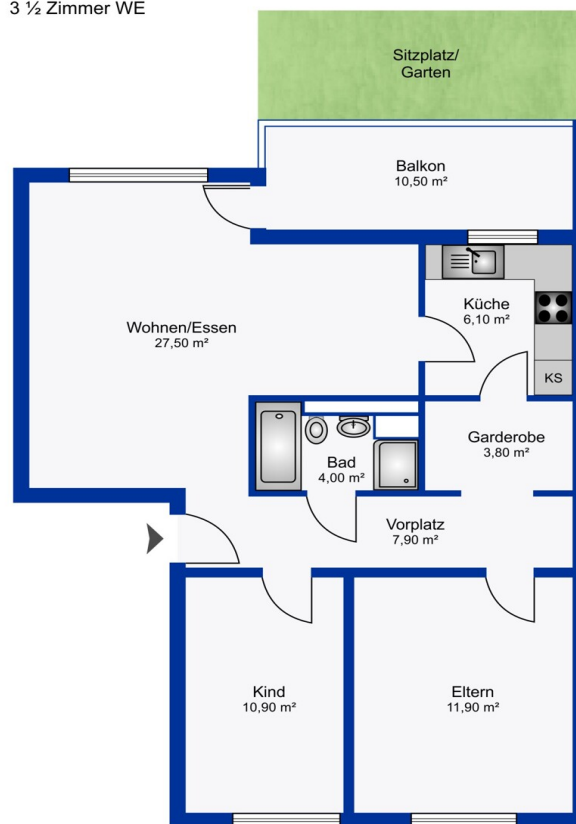 3 ½ Zimmer WE
Sitzplatz/
Garten
Balkon
10,50 m²
Küche
6,10 m²
Wohnen/Essen
27,50 m²
KS
Garderobe
3,80 m²
Bad
4,00 m²
Vorplatz
7,90 m²
Kind
10,90 m²
Eltern
11,90 m²